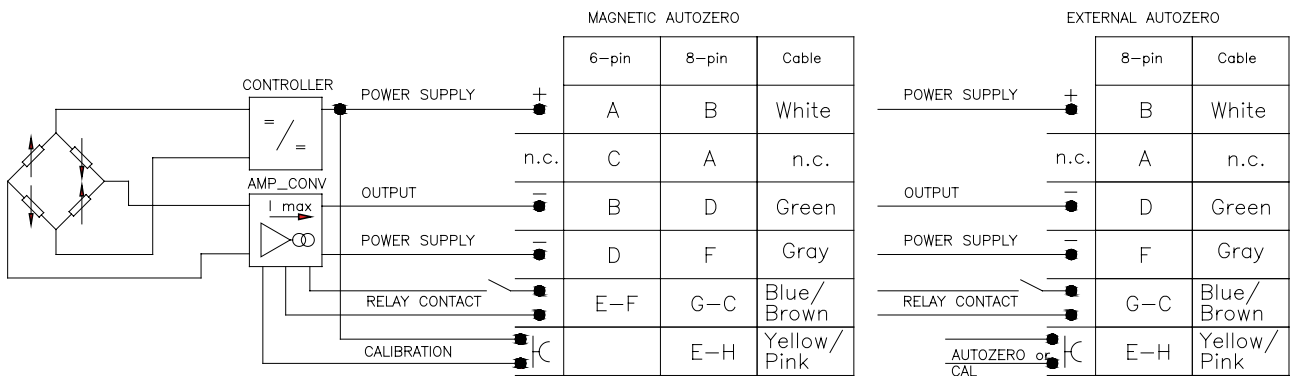 MAGNETIC AUTOZERO
EXTERNAL AUTOZERO
6-pin 8-pin Cable
8-pin Cable
CONTROLLER
= / =
POWER SUPPLY + A B White
POWER SUPPLY + B White
n.c. C A n.c.
n.c. A n.c.
AMP_CONV
I max
OUTPUT - B D Green
OUTPUT - D Green
POWER SUPPLY - D F Gray
POWER SUPPLY - F Gray
RELAY CONTACT E-F G-C Blue/
Brown
RELAY CONTACT G-C Blue/
Brown
CALIBRATION E-H Yellow/
Pink
AUTOZERO or
CAL
E-H Yellow/
Pink